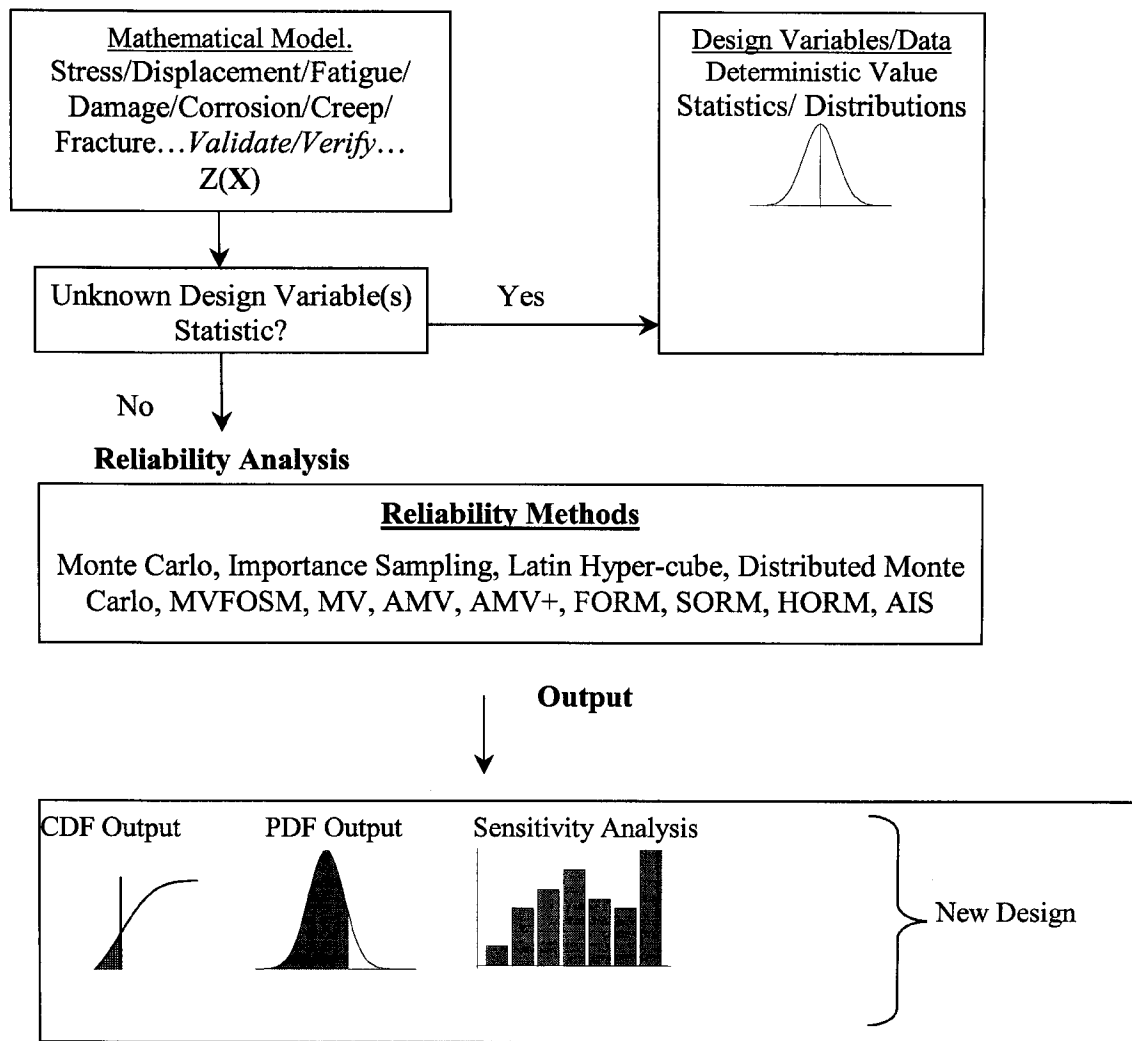 Mathematical Model.
Stress/Displacement/Fatigue/
Damage/Corrosion/Creep/
Fracture…Validate/Verify…
Z(X)
Design Variables/Data
Deterministic Value
Statistics/ Distributions
Unknown Design Variable(s)
Statistic?
Yes
No
Reliability Analysis
Reliability Methods
Monte Carlo, Importance Sampling, Latin Hyper-cube, Distributed Monte
Carlo, MVFOSM, MV, AMV, AMV+, FORM, SORM, HORM, AIS
Output
CDF Output
PDF Output
Sensitivity Analysis
New Design